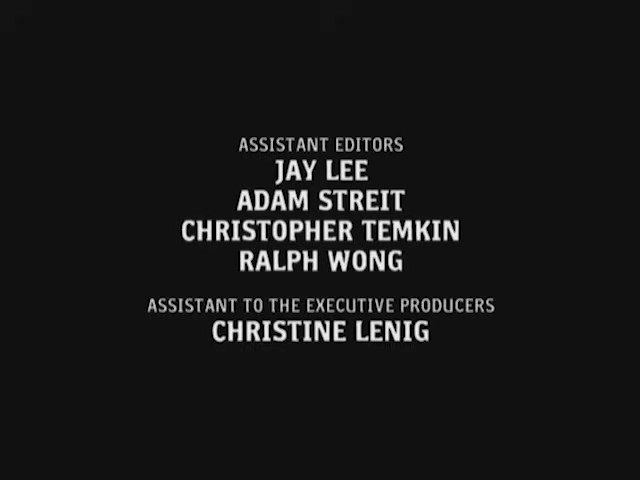 ASSISTANT EDITORS
JAY LEE
ADAM STREIT
CHRISTOPHER TEMKIN
RALPH WONG
ASSISTANT TO THE EXECUTIVE PRODUCERS
CHRISTINE LENIG